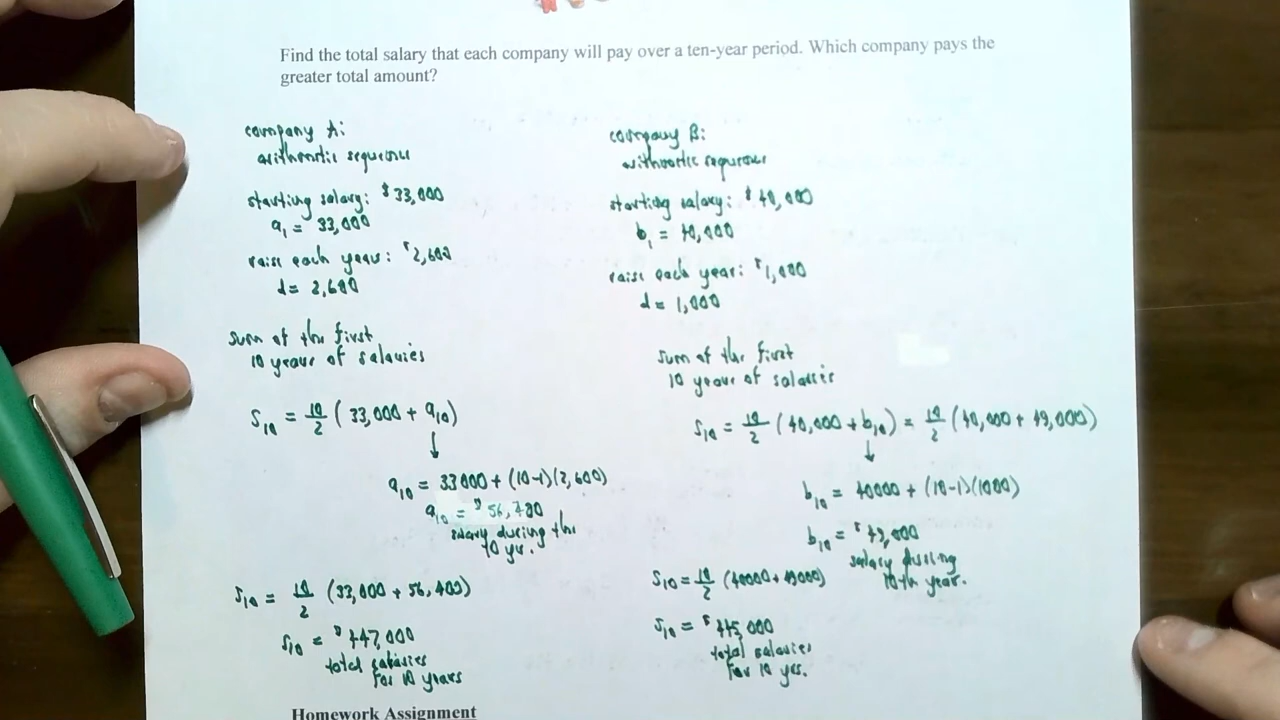 Find the total salary that each company will pay over a ten-year period. Which company pays the
greater total amount?
company A:
arithmetic sequence
starting salary: $33,000
a₁ = 33,000
raise each year: $2,600
d = 2,600
sum of the first
10 years of salaries
S₁₀ = 10/2 (33,000 + a₁₀)
a₁₀ = 33000 + (10-1)(2,600)
a₁₀ = $56,400
salary during the
10 yr.
S₁₀ = 10/2 (33,000 + 56,400)
S₁₀ = $447,000
total salaries
for 10 years
company B:
arithmetic sequence
starting salary: $40,000
b₁ = 40,000
raise each year: $1,000
d = 1,000
sum of the first
10 years of salaries
S₁₀ = 10/2 (40,000 + b₁₀) = 10/2 (40,000 + 49,000)
b₁₀ = 40000 + (10-1)(1000)
b₁₀ = $49,000
salary during
10th year.
S₁₀ = 10/2 (40000 + 49000)
S₁₀ = $445,000
total salaries
for 10 yrs.
Homework Assignment